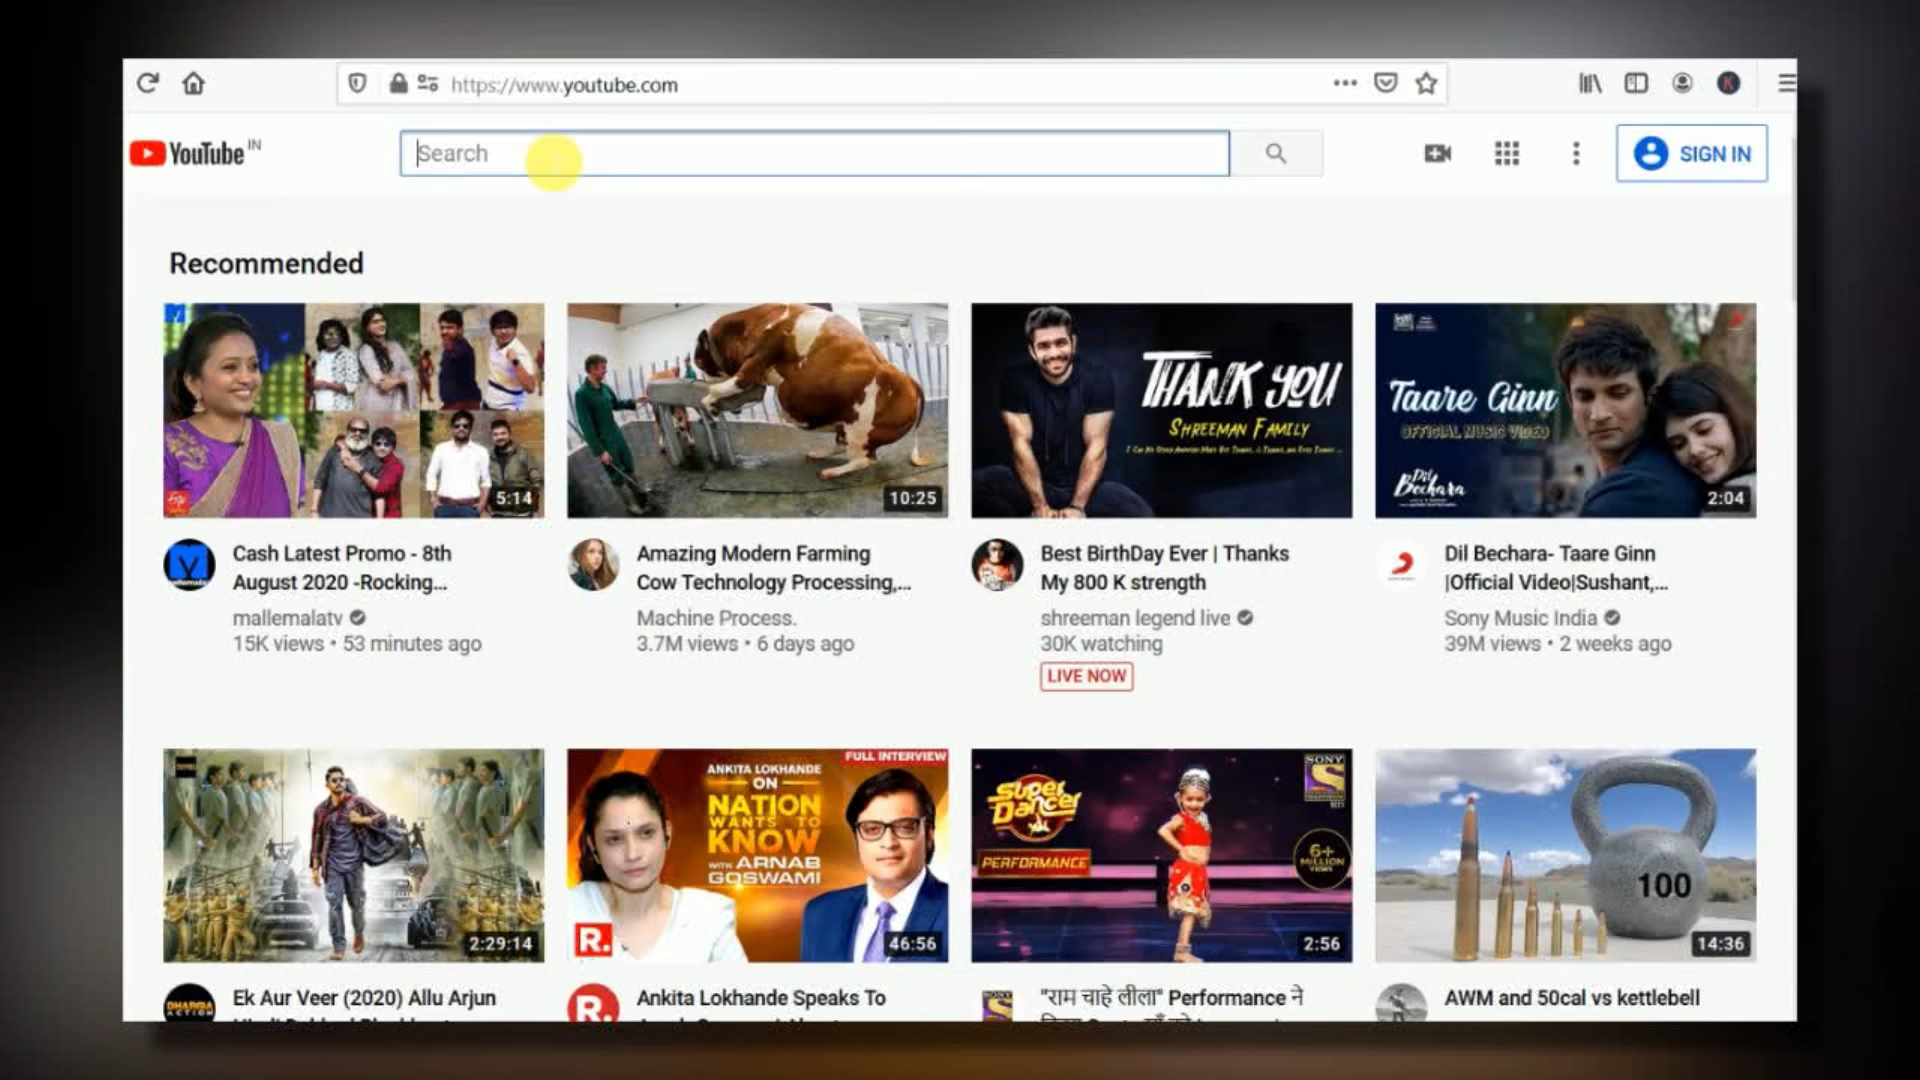 https://www.youtube.com
YouTube IN
Search
SIGN IN
Recommended
5:14
10:25
THANK YOU
SHREEMAN FAMILY
Taare Ginn
OFFICIAL MUSIC VIDEO
Dil Bechara
2:04
Cash Latest Promo - 8th
August 2020 -Rocking...
mallemalatv
15K views • 53 minutes ago
Amazing Modern Farming
Cow Technology Processing,...
Machine Process.
3.7M views • 6 days ago
Best BirthDay Ever | Thanks
My 800 K strength
shreeman legend live
30K watching
LIVE NOW
Dil Bechara- Taare Ginn
|Official Video|Sushant,...
Sony Music India
39M views • 2 weeks ago
2:29:14
FULL INTERVIEW
ANKITA LOKHANDE
ON
NATION
WANTS TO
KNOW
WITH ARNAB
GOSWAMI
R.
46:56
SONY
HD
Super
Dancer
PERFORMANCE
6+
MILLION
VIEWS
2:56
100
14:36
DHARMA
ACTION
Ek Aur Veer (2020) Allu Arjun
R.
Ankita Lokhande Speaks To
SONY
"राम चाहे लीला" Performance ने
AWM and 50cal vs kettlebell